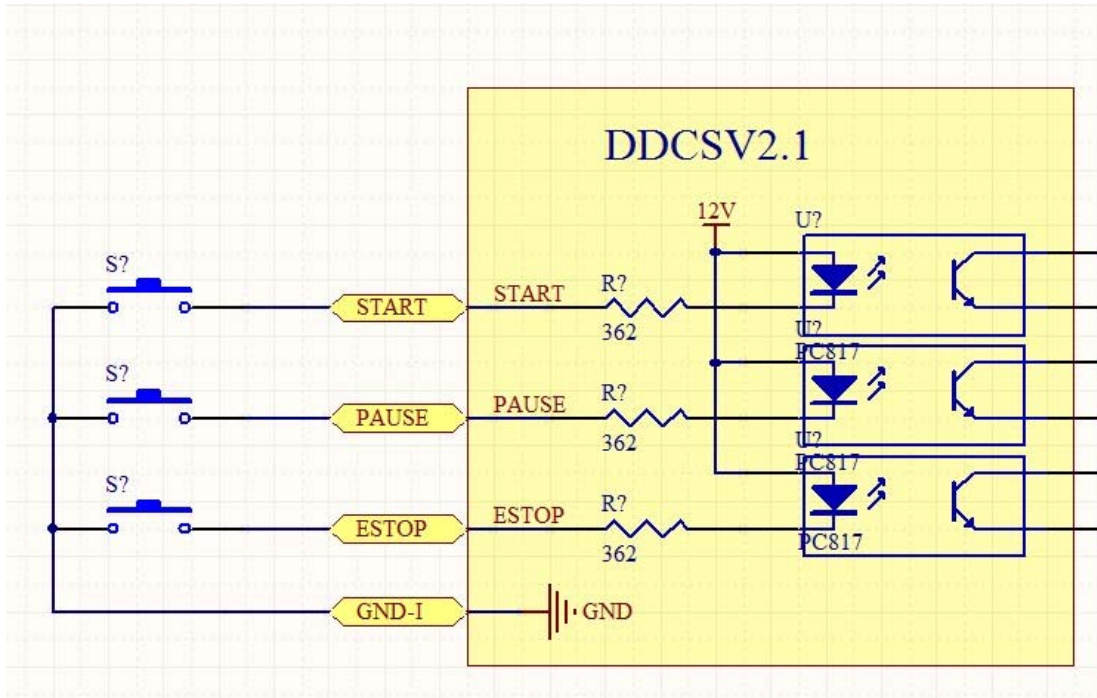 DDCSV2.1
12V
U?
S?
START
START
R?
362
U?
PC817
S?
PAUSE
PAUSE
R?
362
U?
PC817
S?
ESTOP
ESTOP
R?
362
PC817
GND-I
GND